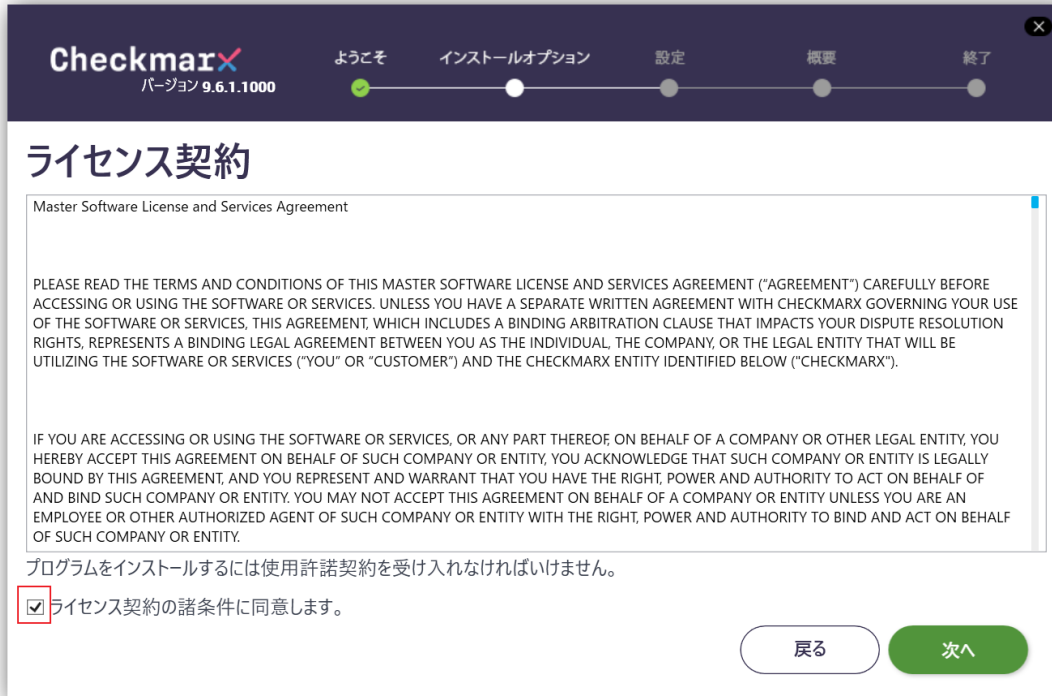 Checkmarx
バージョン 9.6.1.1000
ようこそ
インストールオプション
設定
概要
終了
ライセンス契約
Master Software License and Services Agreement
PLEASE READ THE TERMS AND CONDITIONS OF THIS MASTER SOFTWARE LICENSE AND SERVICES AGREEMENT (“AGREEMENT”) CAREFULLY BEFORE
ACCESSING OR USING THE SOFTWARE OR SERVICES. UNLESS YOU HAVE A SEPARATE WRITTEN AGREEMENT WITH CHECKMARX GOVERNING YOUR USE
OF THE SOFTWARE OR SERVICES, THIS AGREEMENT, WHICH INCLUDES A BINDING ARBITRATION CLAUSE THAT IMPACTS YOUR DISPUTE RESOLUTION
RIGHTS, REPRESENTS A BINDING LEGAL AGREEMENT BETWEEN YOU AS THE INDIVIDUAL, THE COMPANY, OR THE LEGAL ENTITY THAT WILL BE
UTILIZING THE SOFTWARE OR SERVICES (“YOU” OR “CUSTOMER”) AND THE CHECKMARX ENTITY IDENTIFIED BELOW ("CHECKMARX").
IF YOU ARE ACCESSING OR USING THE SOFTWARE OR SERVICES, OR ANY PART THEREOF, ON BEHALF OF A COMPANY OR OTHER LEGAL ENTITY, YOU
HEREBY ACCEPT THIS AGREEMENT ON BEHALF OF SUCH COMPANY OR ENTITY, YOU ACKNOWLEDGE THAT SUCH COMPANY OR ENTITY IS LEGALLY
BOUND BY THIS AGREEMENT, AND YOU REPRESENT AND WARRANT THAT YOU HAVE THE RIGHT, POWER AND AUTHORITY TO ACT ON BEHALF OF
AND BIND SUCH COMPANY OR ENTITY. YOU MAY NOT ACCEPT THIS AGREEMENT ON BEHALF OF A COMPANY OR ENTITY UNLESS YOU ARE AN
EMPLOYEE OR OTHER AUTHORIZED AGENT OF SUCH COMPANY OR ENTITY WITH THE RIGHT, POWER AND AUTHORITY TO BIND AND ACT ON BEHALF
OF SUCH COMPANY OR ENTITY.
プログラムをインストールするには使用許諾契約を受け入れなければいけません。
ライセンス契約の諸条件に同意します。
戻る
次へ